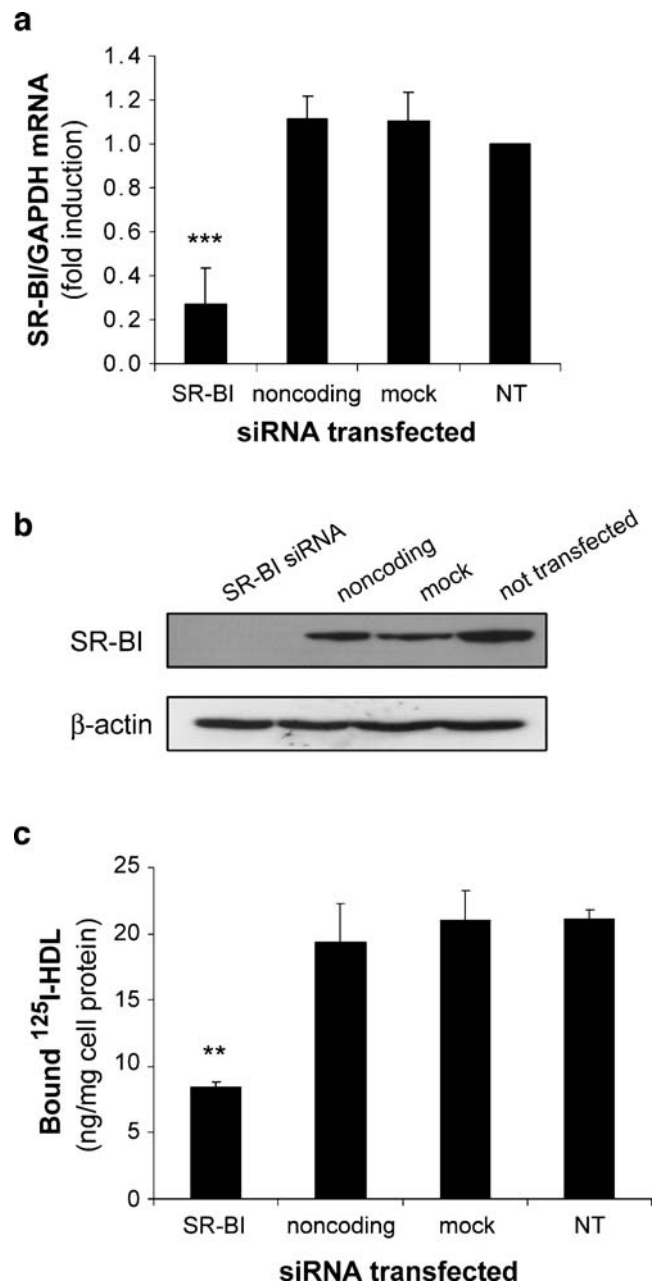 a
SR-BI/GAPDH mRNA
(fold induction)
1.4
1.2
1.0
0.8
0.6
0.4
0.2
0.0
***
SR-BI noncoding mock NT
siRNA transfected
b
SR-BI siRNA
noncoding
mock
not transfected
SR-BI
β-actin
c
Bound ¹²⁵I-HDL
(ng/mg cell protein)
25
20
15
10
5
0
**
SR-BI noncoding mock NT
siRNA transfected